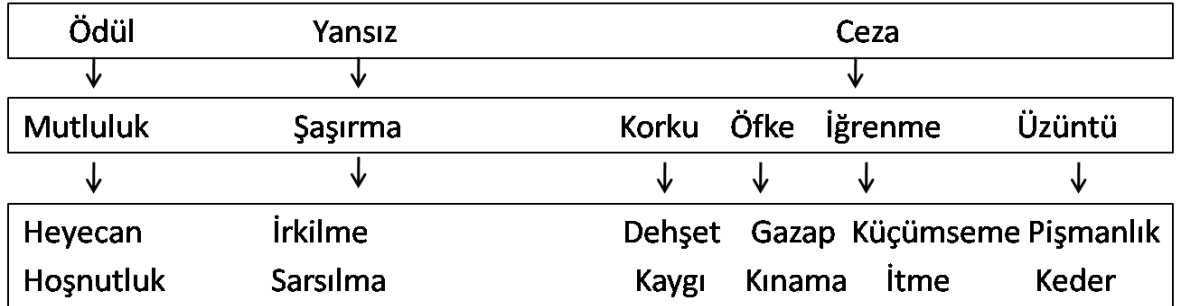 Ödül Yansız Ceza
Mutluluk Şaşırma Korku Öfke İğrenme Üzüntü
Heyecan İrkilme Dehşet Gazap Küçümseme Pişmanlık
Hoşnutluk Sarsılma Kaygı Kınama İtme Keder